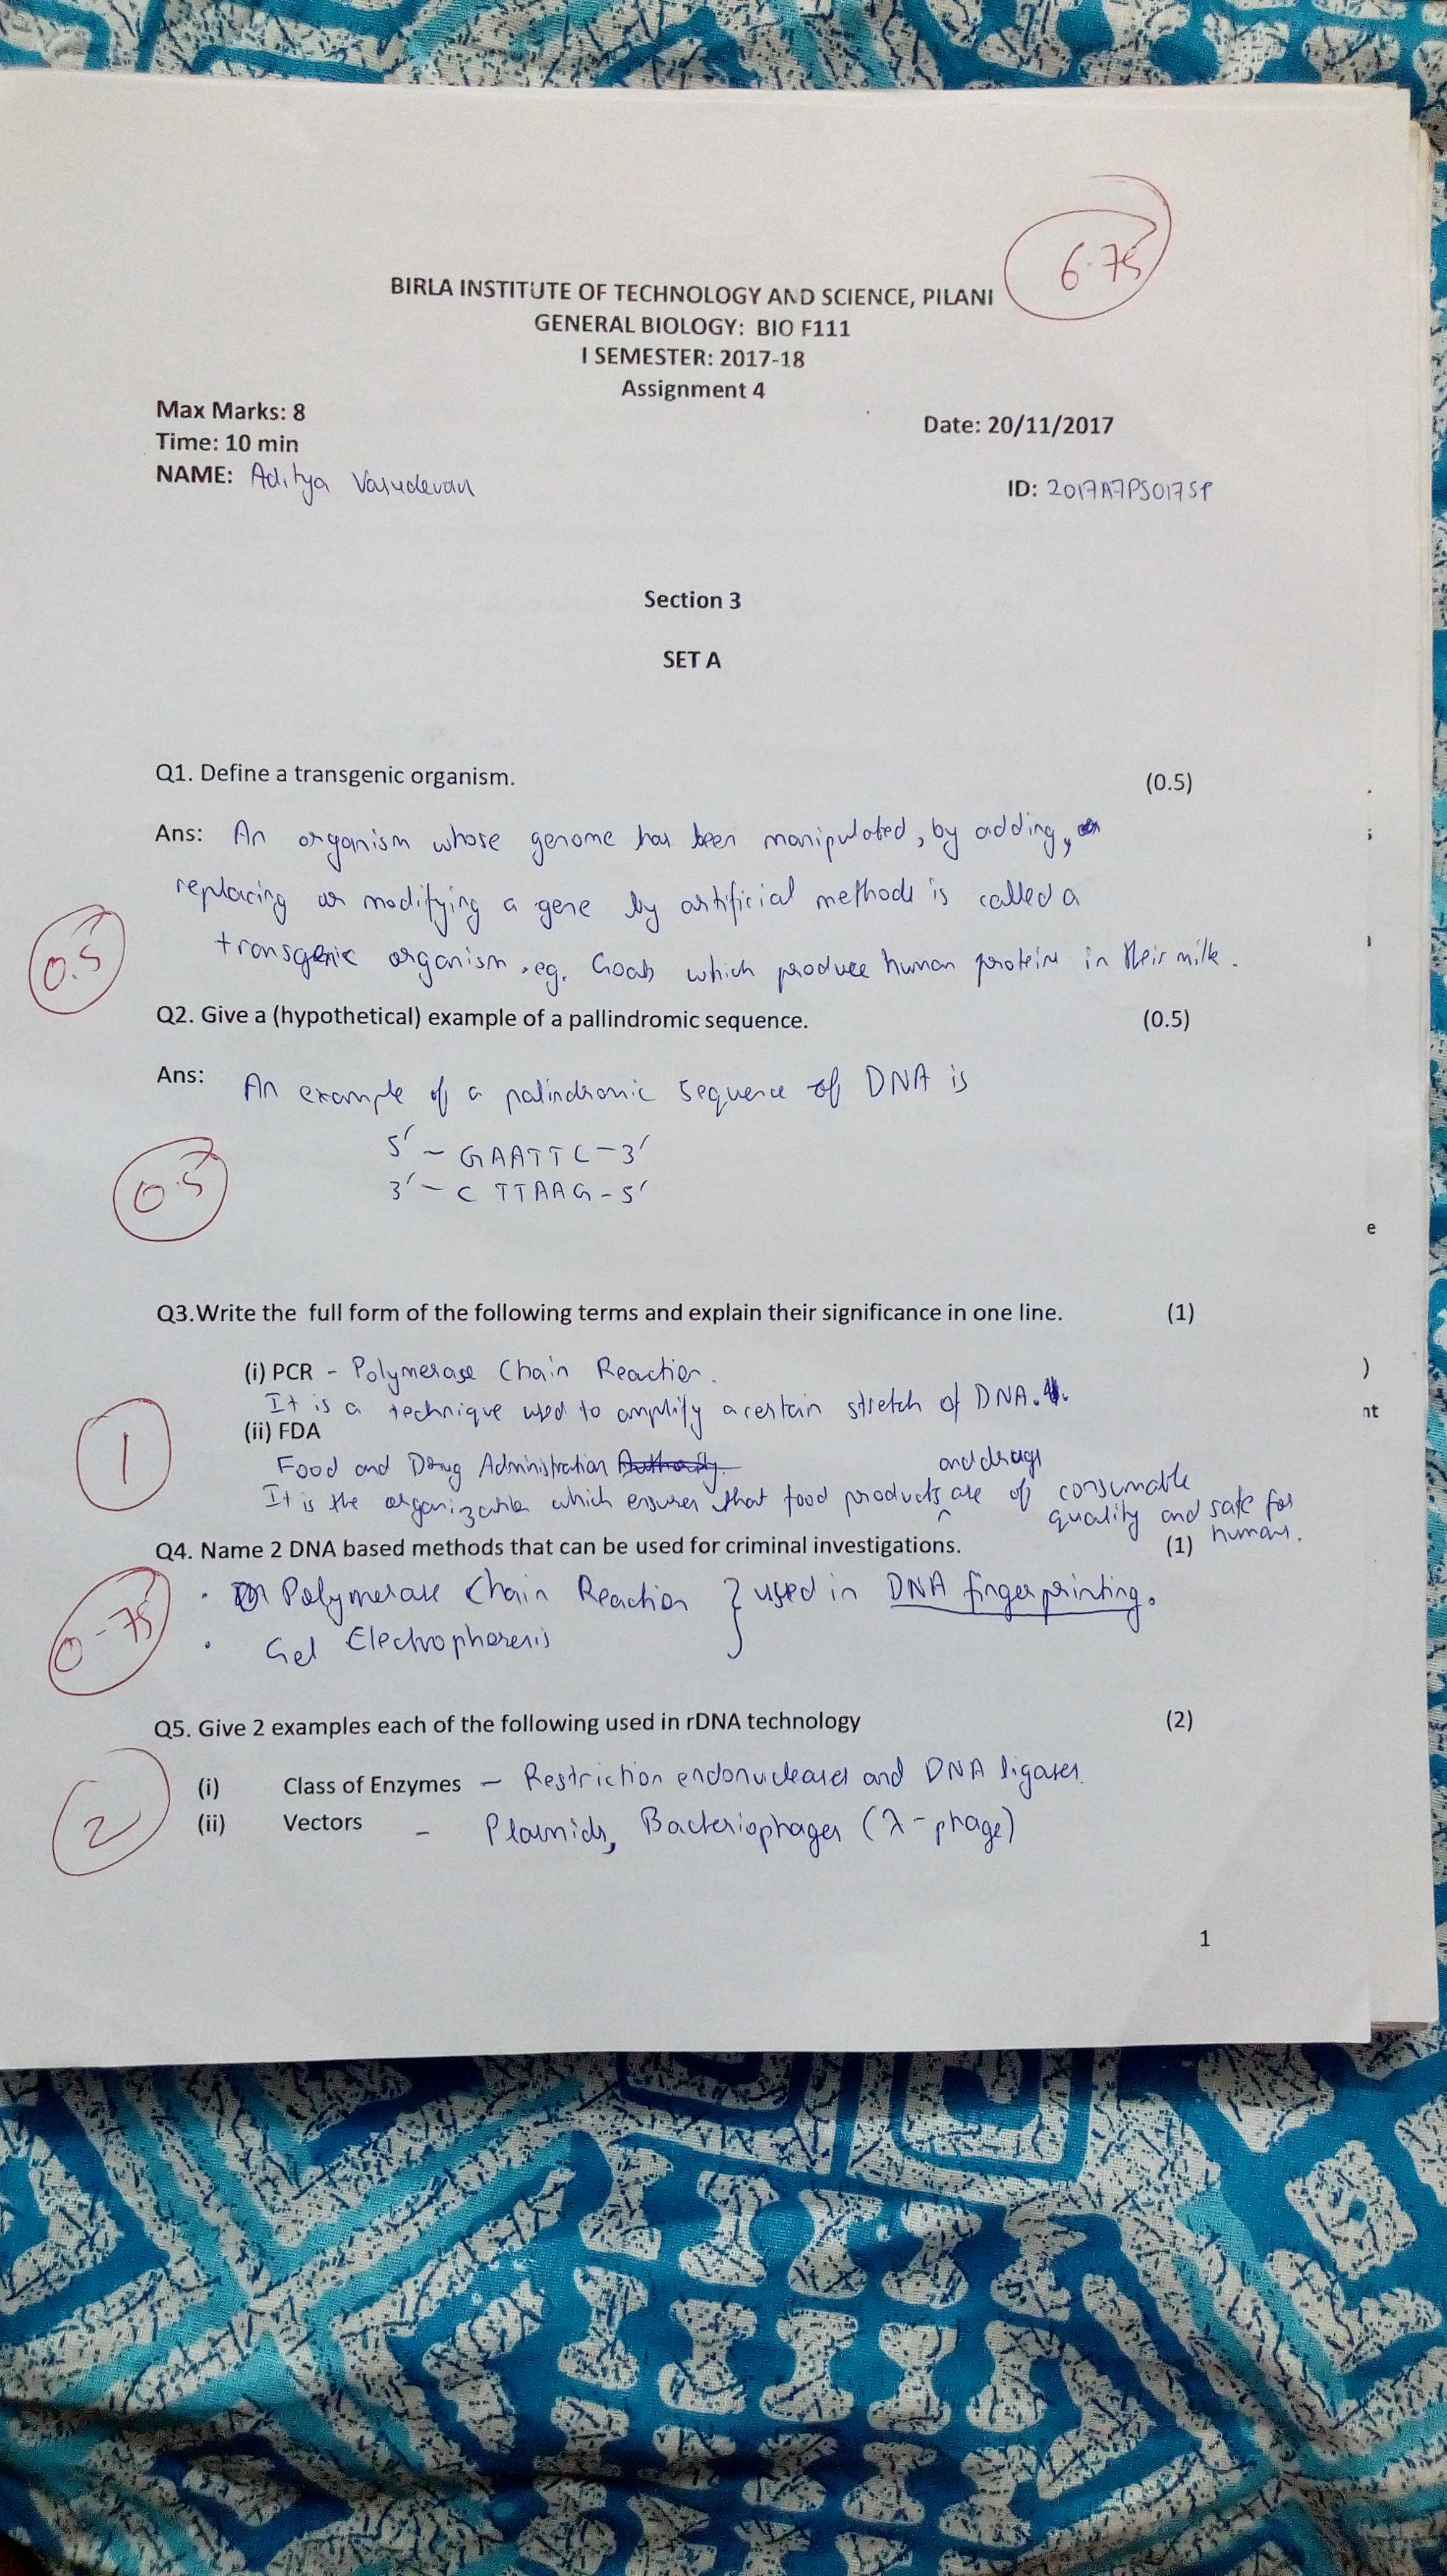 6.75
BIRLA INSTITUTE OF TECHNOLOGY AND SCIENCE, PILANI
GENERAL BIOLOGY: BIO F111
I SEMESTER: 2017-18
Assignment 4
Max Marks: 8
Date: 20/11/2017
Time: 10 min
NAME: Aditya Vasudevan
ID: 2017A7PS0175P
Section 3
SET A
Q1. Define a transgenic organism. (0.5)
Ans: An organism whose genome has been manipulated, by adding,
replacing or modifying a gene by artificial methods is called a
transgenic organism. eg. Goats which produce human proteins in their milk.
0.5
Q2. Give a (hypothetical) example of a pallindromic sequence. (0.5)
Ans: An example of a palindromic sequence of DNA is
5' - GAATTC - 3'
3' - CTTAAG - 5'
0.5
Q3.Write the full form of the following terms and explain their significance in one line. (1)
(i) PCR - Polymerase Chain Reaction.
It is a technique used to amplify a certain stretch of DNA.
(ii) FDA
1
Food and Drug Administration Authority.
and drugs
It is the organization which ensures that food products are of consumable
quality and safe for
humans.
Q4. Name 2 DNA based methods that can be used for criminal investigations. (1)
• Polymerase Chain Reaction } used in DNA fingerprinting.
• Gel Electrophoresis
0.75
Q5. Give 2 examples each of the following used in rDNA technology (2)
(i) Class of Enzymes - Restriction endonucleases and DNA ligases.
(ii) Vectors - Plasmids, Bacteriophages (λ-phage)
2
1
e
)
nt